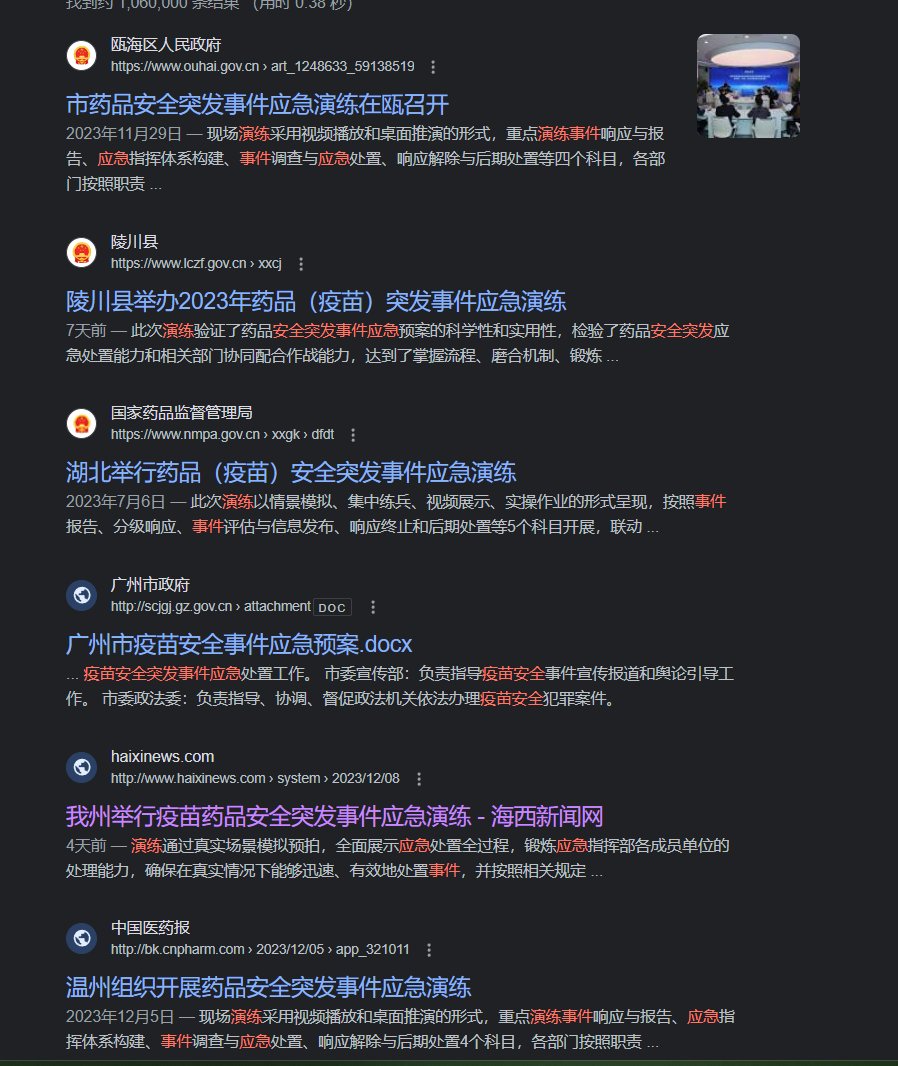 找到约 1,060,000 条结果 （用时 0.38 秒）
瓯海区人民政府
https://www.ouhai.gov.cn › art_1248633_59138519
市药品安全突发事件应急演练在瓯召开
2023年11月29日 — 现场演练采用视频播放和桌面推演的形式，重点演练事件响应与报
告、应急指挥体系构建、事件调查与应急处置、响应解除与后期处置等四个科目，各部
门按照职责 ...
陵川县
https://www.lczf.gov.cn › xxcj
陵川县举办2023年药品（疫苗）突发事件应急演练
7天前 — 此次演练验证了药品安全突发事件应急预案的科学性和实用性，检验了药品安全突发应
急处置能力和相关部门协同配合作战能力，达到了掌握流程、磨合机制、锻炼 ...
国家药品监督管理局
https://www.nmpa.gov.cn › xxgk › dfdt
湖北举行药品（疫苗）安全突发事件应急演练
2023年7月6日 — 此次演练以情景模拟、集中练兵、视频展示、实操作业的形式呈现，按照事件
报告、分级响应、事件评估与信息发布、响应终止和后期处置等5个科目开展，联动 ...
广州市政府
http://scjgj.gz.gov.cn › attachment DOC
广州市疫苗安全事件应急预案.docx
... 疫苗安全突发事件应急处置工作。 市委宣传部：负责指导疫苗安全事件宣传报道和舆论引导工
作。 市委政法委：负责指导、协调、督促政法机关依法办理疫苗安全犯罪案件。
haixinews.com
http://www.haixinews.com › system › 2023/12/08
我州举行疫苗药品安全突发事件应急演练 - 海西新闻网
4天前 — 演练通过真实场景模拟预拍，全面展示应急处置全过程，锻炼应急指挥部各成员单位的
处理能力，确保在真实情况下能够迅速、有效地处置事件，并按照相关规定 ...
中国医药报
http://bk.cnpharm.com › 2023/12/05 › app_321011
温州组织开展药品安全突发事件应急演练
2023年12月5日 — 现场演练采用视频播放和桌面推演的形式，重点演练事件响应与报告、应急指
挥体系构建、事件调查与应急处置、响应解除与后期处置4个科目，各部门按照职责 ...